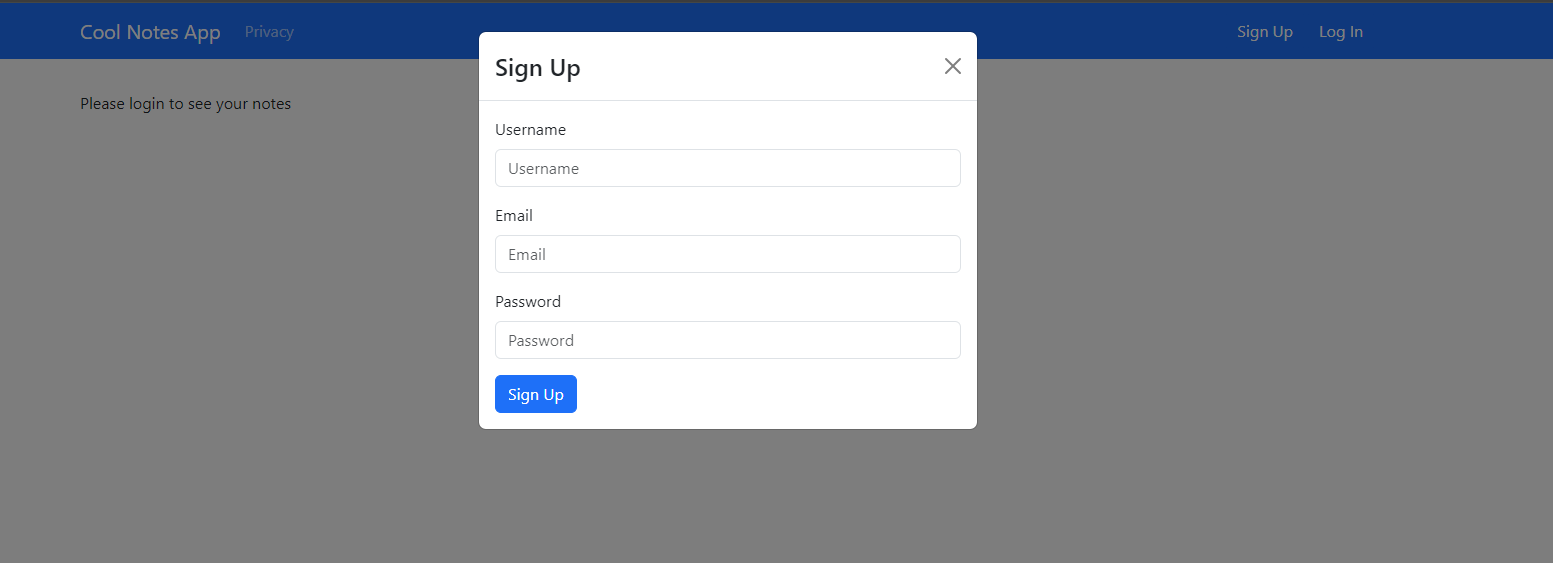 Cool Notes App Privacy Sign Up Log In
Please login to see your notes
Sign Up
Username
Username
Email
Email
Password
Password
Sign Up